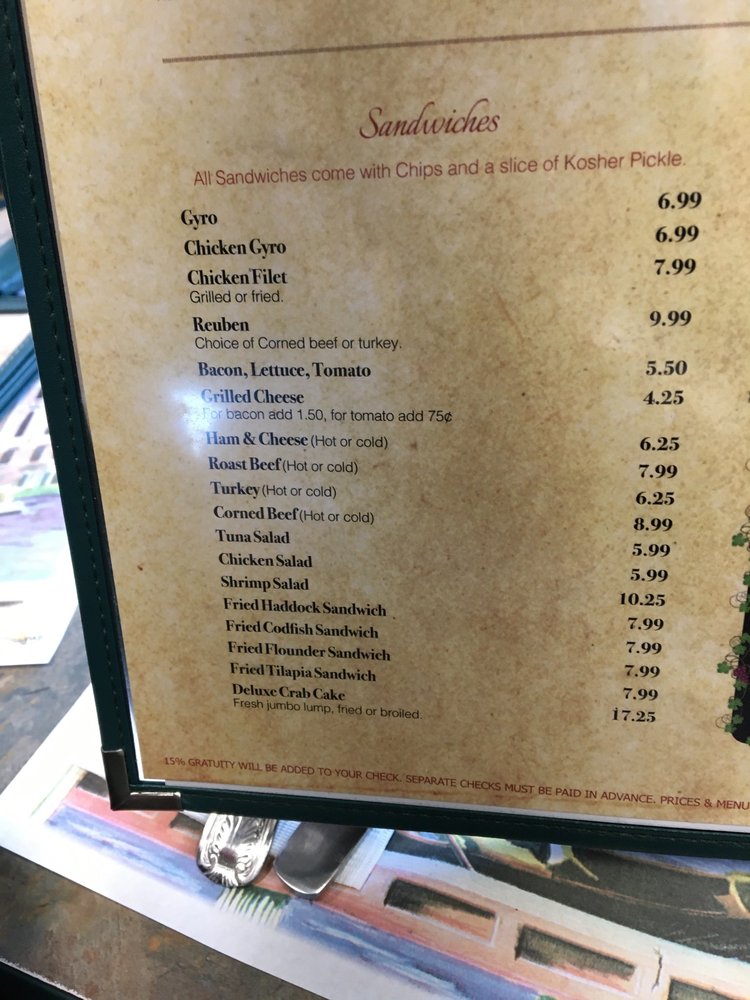 Sandwiches
All Sandwiches come with Chips and a slice of Kosher Pickle.
Gyro 6.99
Chicken Gyro 6.99
Chicken Filet 7.99
Grilled or fried.
Reuben 9.99
Choice of Corned beef or turkey.
Bacon, Lettuce, Tomato 5.50
Grilled Cheese 4.25
For bacon add 1.50, for tomato add 75¢
Ham & Cheese (Hot or cold) 6.25
Roast Beef (Hot or cold) 7.99
Turkey (Hot or cold) 6.25
Corned Beef (Hot or cold) 8.99
Tuna Salad 5.99
Chicken Salad 5.99
Shrimp Salad 10.25
Fried Haddock Sandwich 7.99
Fried Codfish Sandwich 7.99
Fried Flounder Sandwich 7.99
Fried Tilapia Sandwich 7.99
Deluxe Crab Cake 17.25
Fresh jumbo lump, fried or broiled.
15% GRATUITY WILL BE ADDED TO YOUR CHECK. SEPARATE CHECKS MUST BE PAID IN ADVANCE. PRICES & MENU